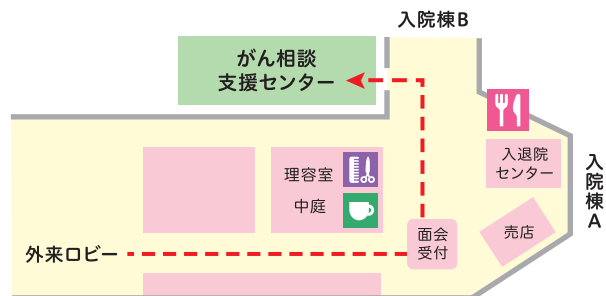 入院棟B
がん相談
支援センター
入退院
センター
入院棟A
理容室
中庭
売店
面会
受付
外来ロビー